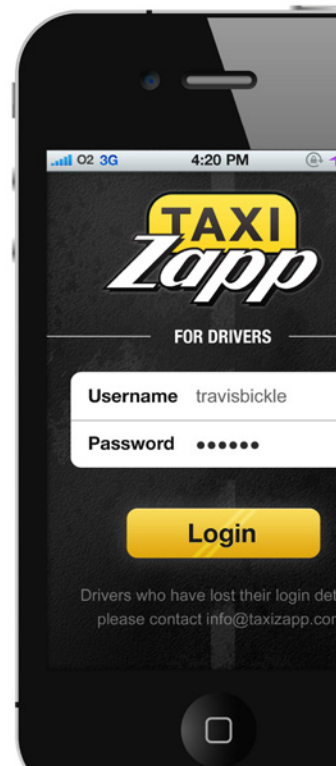 O2 3G 4:20 PM
TAXI
Zapp
FOR DRIVERS
Username travisbickle
Password ••••••
Login
Drivers who have lost their login det
please contact info@taxizapp.com